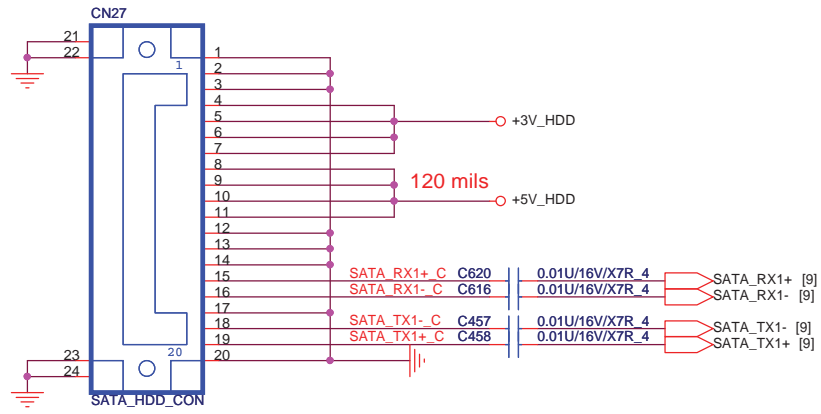 CN27
21
22
1
1
2
3
4
5
+3V_HDD
6
7
8
9
120 mils
10
+5V_HDD
11
12
13
14
15 SATA_RX1+_C C620 0.01U/16V/X7R_4 SATA_RX1+ [9]
16 SATA_RX1-_C C616 0.01U/16V/X7R_4 SATA_RX1- [9]
17
18 SATA_TX1-_C C457 0.01U/16V/X7R_4 SATA_TX1- [9]
19 SATA_TX1+_C C458 0.01U/16V/X7R_4 SATA_TX1+ [9]
23
20
20
24
SATA_HDD_CON